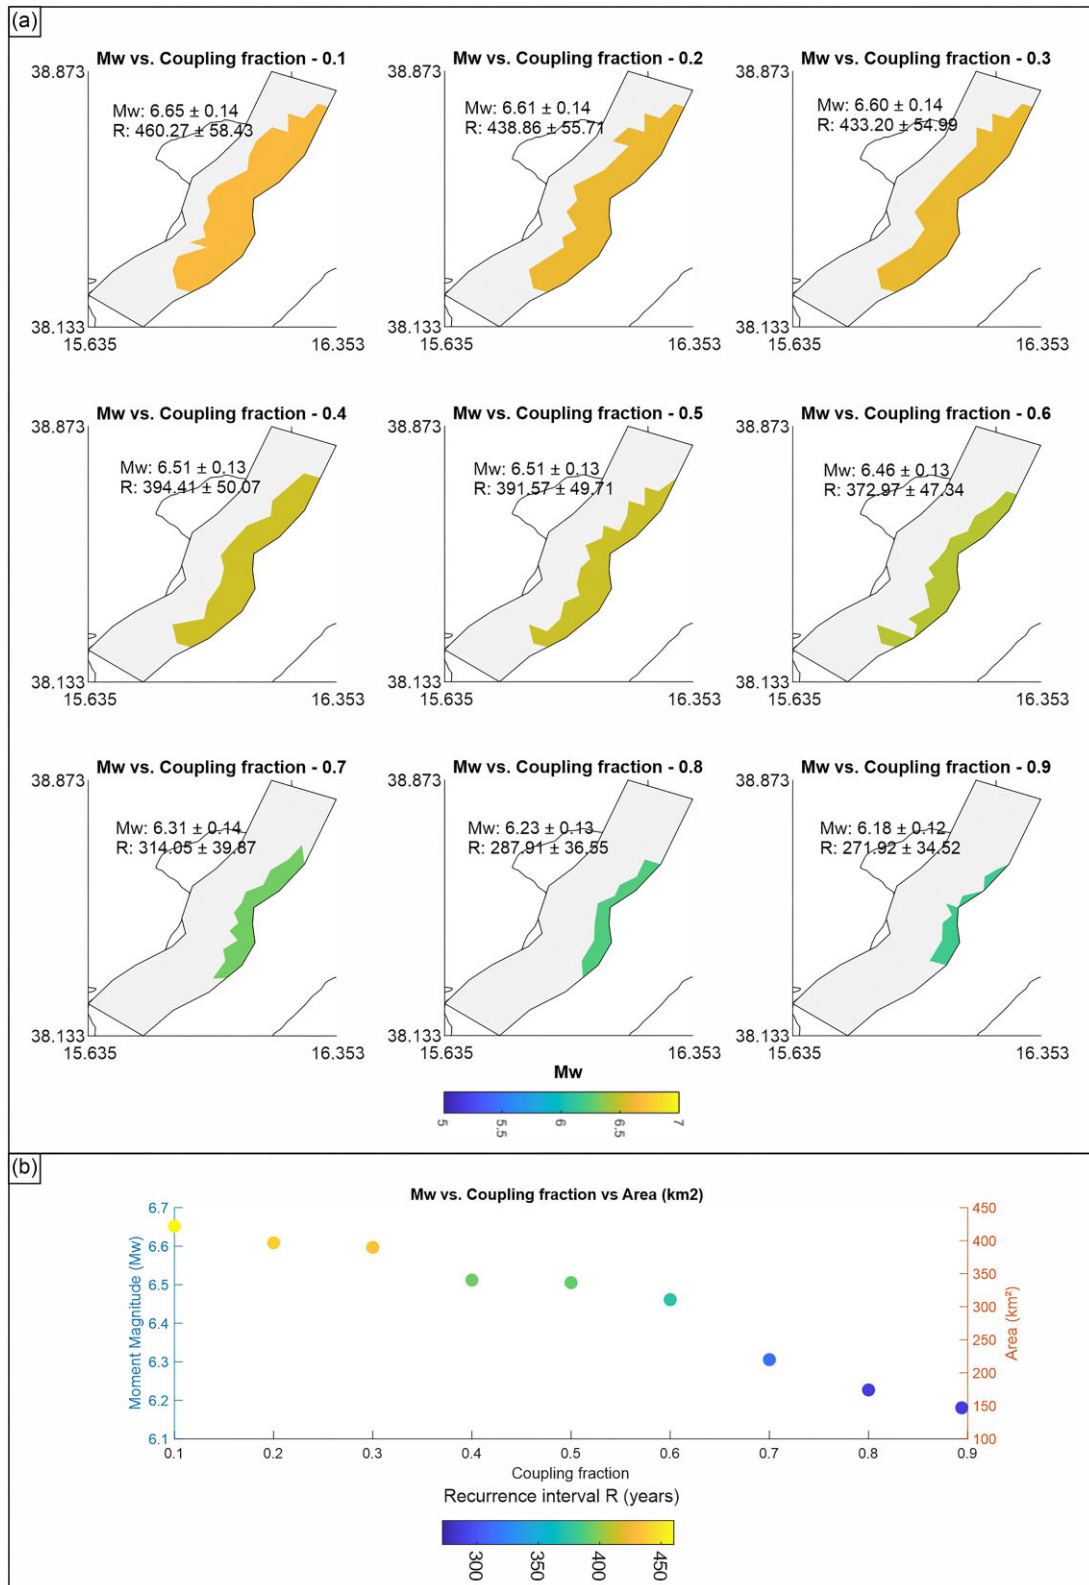 (a)
Mw vs. Coupling fraction - 0.1
38.873
Mw: 6.65 ± 0.14
R: 460.27 ± 58.43
38.133
15.635
16.353
Mw vs. Coupling fraction - 0.2
38.873
Mw: 6.61 ± 0.14
R: 438.86 ± 55.71
38.133
15.635
16.353
Mw vs. Coupling fraction - 0.3
38.873
Mw: 6.60 ± 0.14
R: 433.20 ± 54.99
38.133
15.635
16.353
Mw vs. Coupling fraction - 0.4
38.873
Mw: 6.51 ± 0.13
R: 394.41 ± 50.07
38.133
15.635
16.353
Mw vs. Coupling fraction - 0.5
38.873
Mw: 6.51 ± 0.13
R: 391.57 ± 49.71
38.133
15.635
16.353
Mw vs. Coupling fraction - 0.6
38.873
Mw: 6.46 ± 0.13
R: 372.97 ± 47.34
38.133
15.635
16.353
Mw vs. Coupling fraction - 0.7
38.873
Mw: 6.31 ± 0.14
R: 314.05 ± 39.87
38.133
15.635
16.353
Mw vs. Coupling fraction - 0.8
38.873
Mw: 6.23 ± 0.13
R: 287.91 ± 36.55
38.133
15.635
16.353
Mw vs. Coupling fraction - 0.9
38.873
Mw: 6.18 ± 0.12
R: 271.92 ± 34.52
38.133
15.635
16.353
Mw
5 5.5 6 6.5 7
(b)
Mw vs. Coupling fraction vs Area (km2)
Moment Magnitude (Mw)
6.7
6.6
6.5
6.4
6.3
6.2
6.1
450
400
350
300
250
200
150
100
Area (km²)
0.1 0.2 0.3 0.4 0.5 0.6 0.7 0.8 0.9
Coupling fraction
Recurrence interval R (years)
300 350 400 450